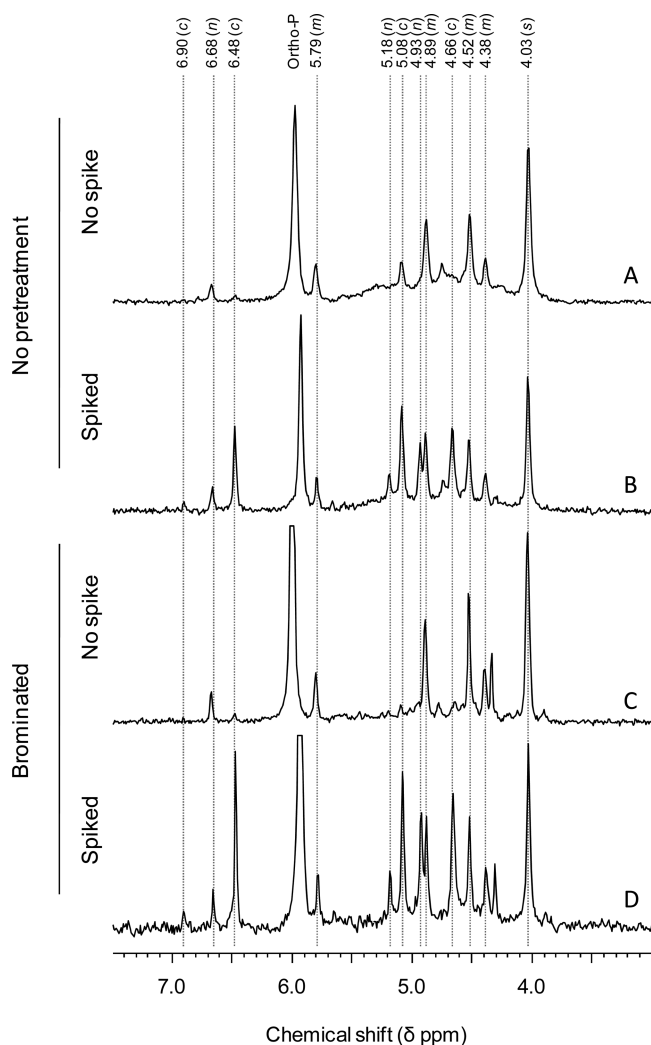 6.90 (c)
6.68 (n)
6.48 (c)
Ortho-P
5.79 (m)
5.18 (n)
5.08 (c)
4.93 (n)
4.89 (m)
4.66 (c)
4.52 (m)
4.38 (m)
4.03 (s)
No pretreatment
No spike
A
Spiked
B
Brominated
No spike
C
Spiked
D
7.0 6.0 5.0 4.0
Chemical shift (δ ppm)